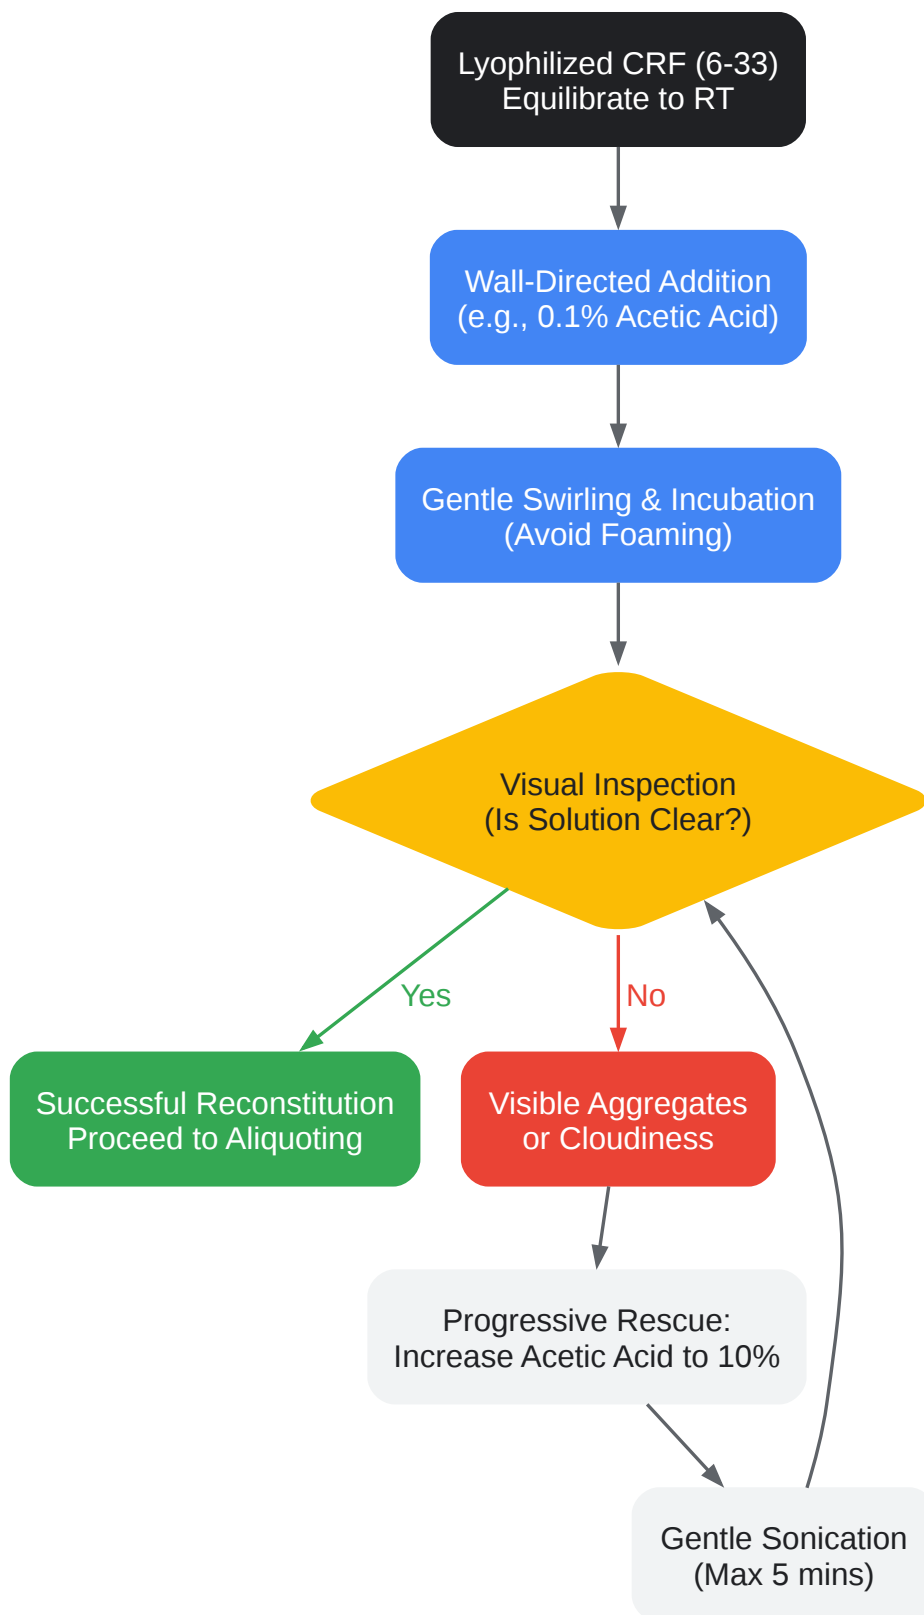 Lyophilized CRF (6-33)
Equilibrate to RT
Wall-Directed Addition
(e.g., 0.1% Acetic Acid)
Gentle Swirling & Incubation
(Avoid Foaming)
Visual Inspection
(Is Solution Clear?)
Yes
No
Successful Reconstitution
Proceed to Aliquoting
Visible Aggregates
or Cloudiness
Progressive Rescue:
Increase Acetic Acid to 10%
Gentle Sonication
(Max 5 mins)